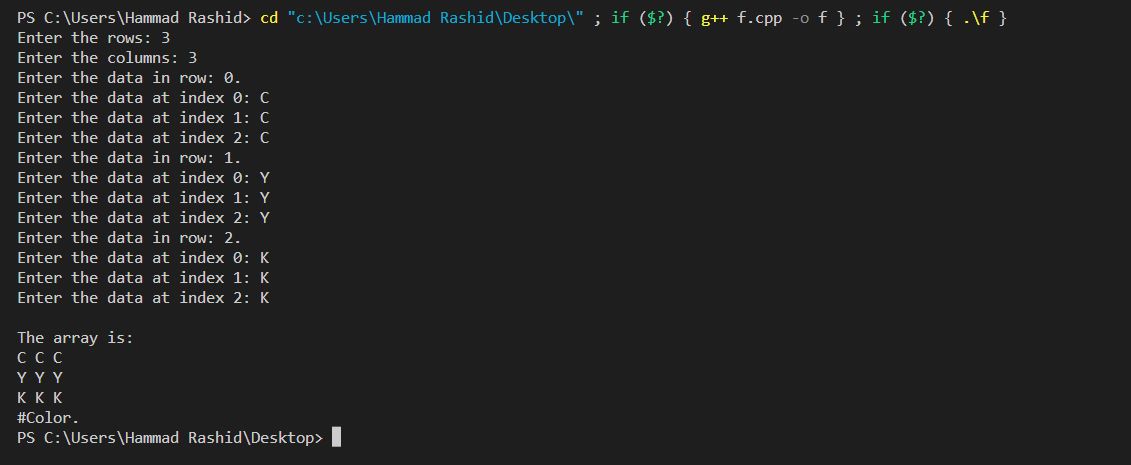 PS C:\Users\Hammad Rashid> cd "c:\Users\Hammad Rashid\Desktop\" ; if ($?) { g++ f.cpp -o f } ; if ($?) { .\f }
Enter the rows: 3
Enter the columns: 3
Enter the data in row: 0.
Enter the data at index 0: C
Enter the data at index 1: C
Enter the data at index 2: C
Enter the data in row: 1.
Enter the data at index 0: Y
Enter the data at index 1: Y
Enter the data at index 2: Y
Enter the data in row: 2.
Enter the data at index 0: K
Enter the data at index 1: K
Enter the data at index 2: K

The array is:
C C C
Y Y Y
K K K
#Color.
PS C:\Users\Hammad Rashid\Desktop>